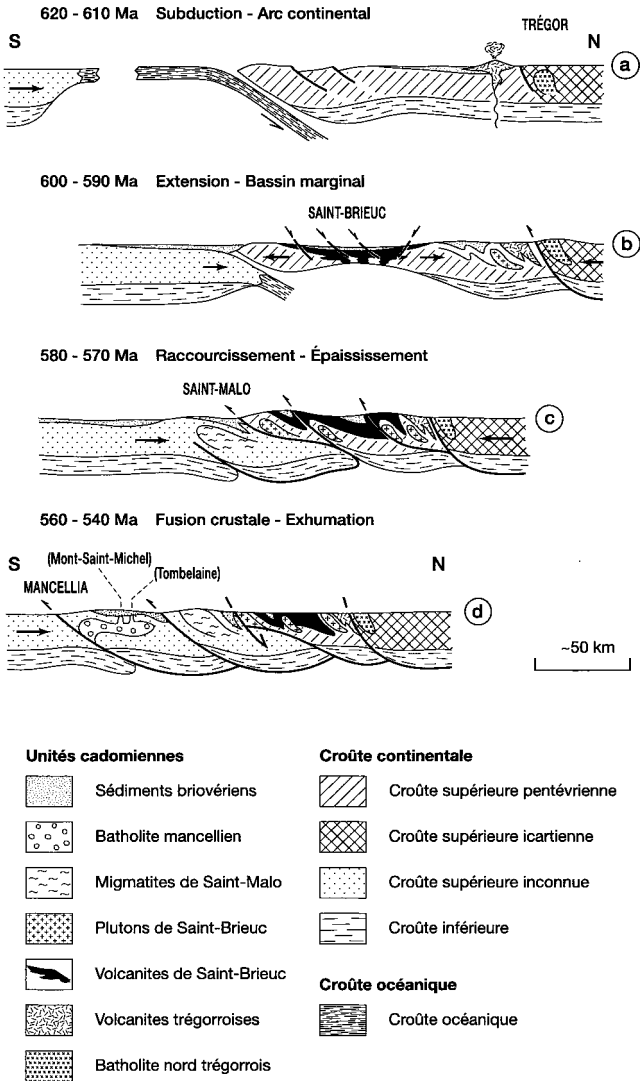 620 - 610 Ma Subduction - Arc continental
TRÉGOR
S
N
a
600 - 590 Ma Extension - Bassin marginal
SAINT-BRIEUC
b
580 - 570 Ma Raccourcissement - Épaississement
SAINT-MALO
c
560 - 540 Ma Fusion crustale - Exhumation
S
(Mont-Saint-Michel)
N
(Tombelaine)
MANCELLIA
d
~50 km
Unités cadomiennes
Sédiments briovériens
Batholite mancellien
Migmatites de Saint-Malo
Plutons de Saint-Brieuc
Volcanites de Saint-Brieuc
Volcanites trégorroises
Batholite nord trégorrois
Croûte continentale
Croûte supérieure pentévrienne
Croûte supérieure icartienne
Croûte supérieure inconnue
Croûte inférieure
Croûte océanique
Croûte océanique